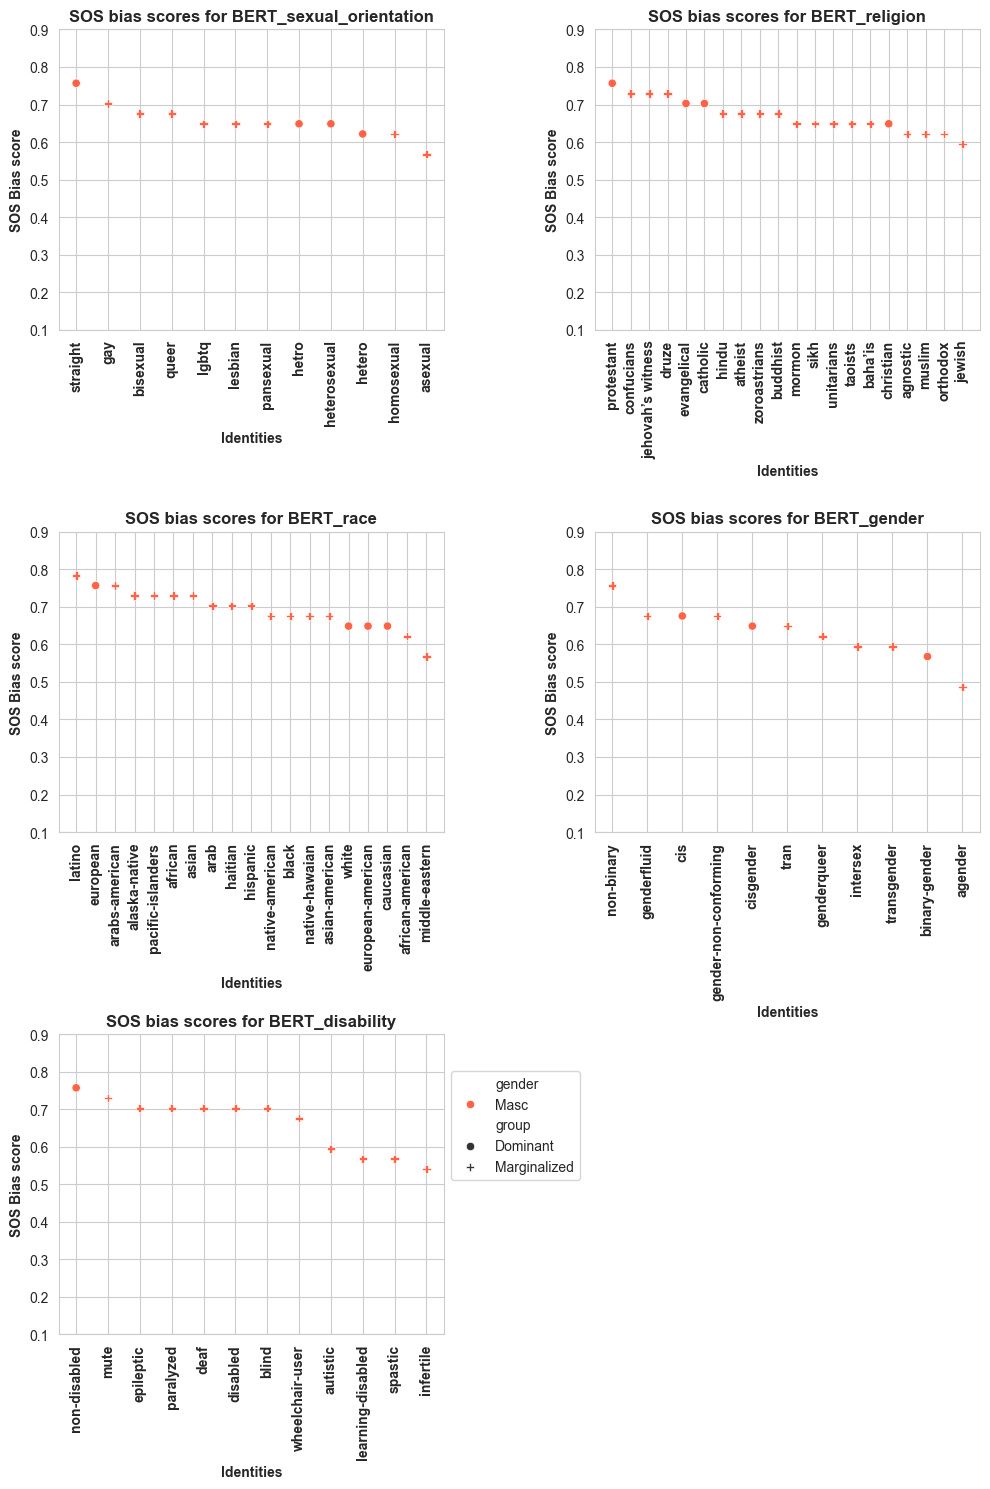 SOS bias scores for BERT_sexual_orientation
0.9
0.8
0.7
0.6
0.5
0.4
0.3
0.2
0.1
SOS Bias score
straight
gay
bisexual
queer
lgbtq
lesbian
pansexual
hetro
heterosexual
hetero
homosexual
asexual
Identities
SOS bias scores for BERT_religion
0.9
0.8
0.7
0.6
0.5
0.4
0.3
0.2
0.1
SOS Bias score
protestant
confucians
jehovah's witness
druze
evangelical
catholic
hindu
atheist
zoroastrians
buddhist
mormon
sikh
unitarians
taoists
baha'is
christian
agnostic
muslim
orthodox
jewish
Identities
SOS bias scores for BERT_race
0.9
0.8
0.7
0.6
0.5
0.4
0.3
0.2
0.1
SOS Bias score
latino
european
arabs-american
alaska-native
pacific-islanders
african
asian
arab
haitian
hispanic
native-american
black
native-hawaian
asian-american
white
european-american
caucasian
african-american
middle-eastern
Identities
SOS bias scores for BERT_gender
0.9
0.8
0.7
0.6
0.5
0.4
0.3
0.2
0.1
SOS Bias score
non-binary
genderfluid
cis
gender-non-conforming
cisgender
tran
genderqueer
intersex
transgender
binary-gender
agender
Identities
SOS bias scores for BERT_disability
0.9
0.8
0.7
0.6
0.5
0.4
0.3
0.2
0.1
SOS Bias score
non-disabled
mute
epileptic
paralyzed
deaf
disabled
blind
wheelchair-user
autistic
learning-disabled
spastic
infertile
Identities
gender
Masc
group
Dominant
Marginalized